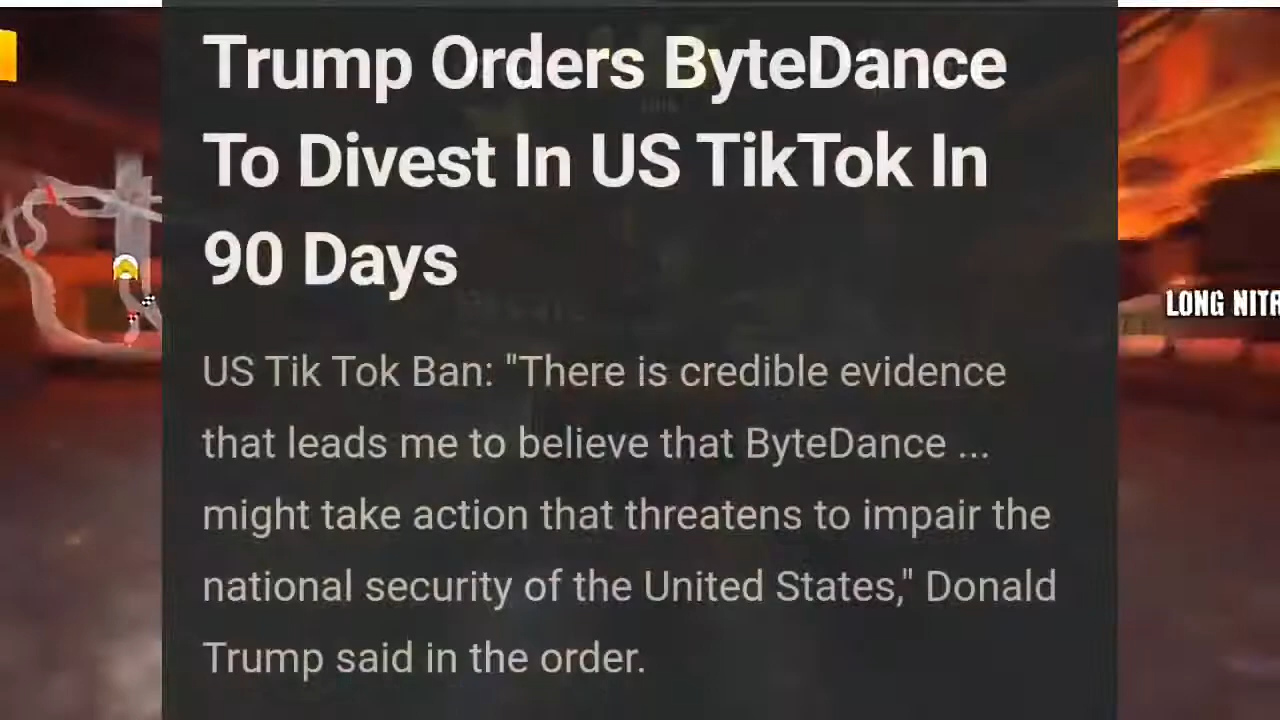 Trump Orders ByteDance
To Divest In US TikTok In
90 Days
US Tik Tok Ban: "There is credible evidence
that leads me to believe that ByteDance ...
might take action that threatens to impair the
national security of the United States," Donald
Trump said in the order.
LONG